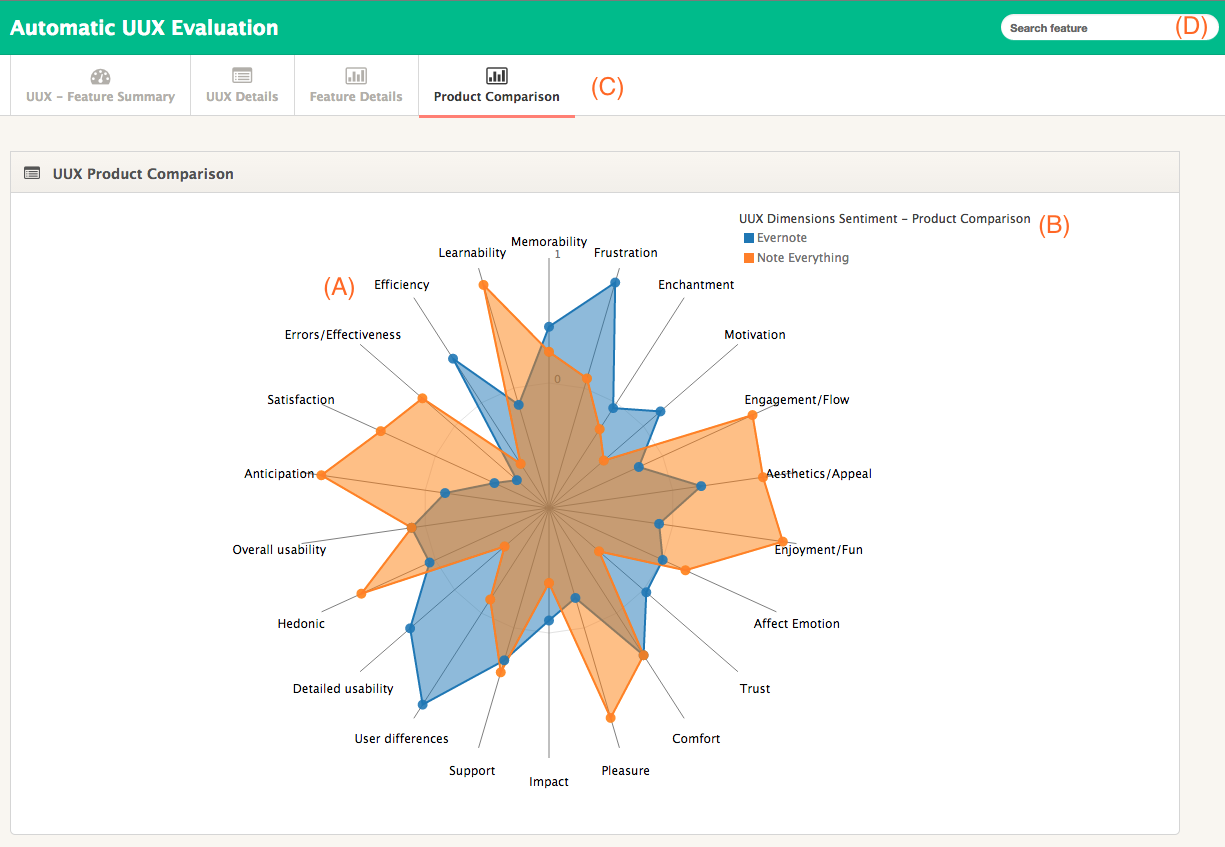 Automatic UUX Evaluation
Search feature (D)
UUX – Feature Summary
UUX Details
Feature Details
Product Comparison
(C)
UUX Product Comparison
UUX Dimensions Sentiment – Product Comparison (B)
Evernote
Note Everything
(A)
Memorability
1
0
Frustration
Enchantment
Motivation
Engagement/Flow
Aesthetics/Appeal
Enjoyment/Fun
Affect Emotion
Trust
Comfort
Pleasure
Impact
Support
User differences
Detailed usability
Hedonic
Overall usability
Anticipation
Satisfaction
Errors/Effectiveness
Efficiency
Learnability